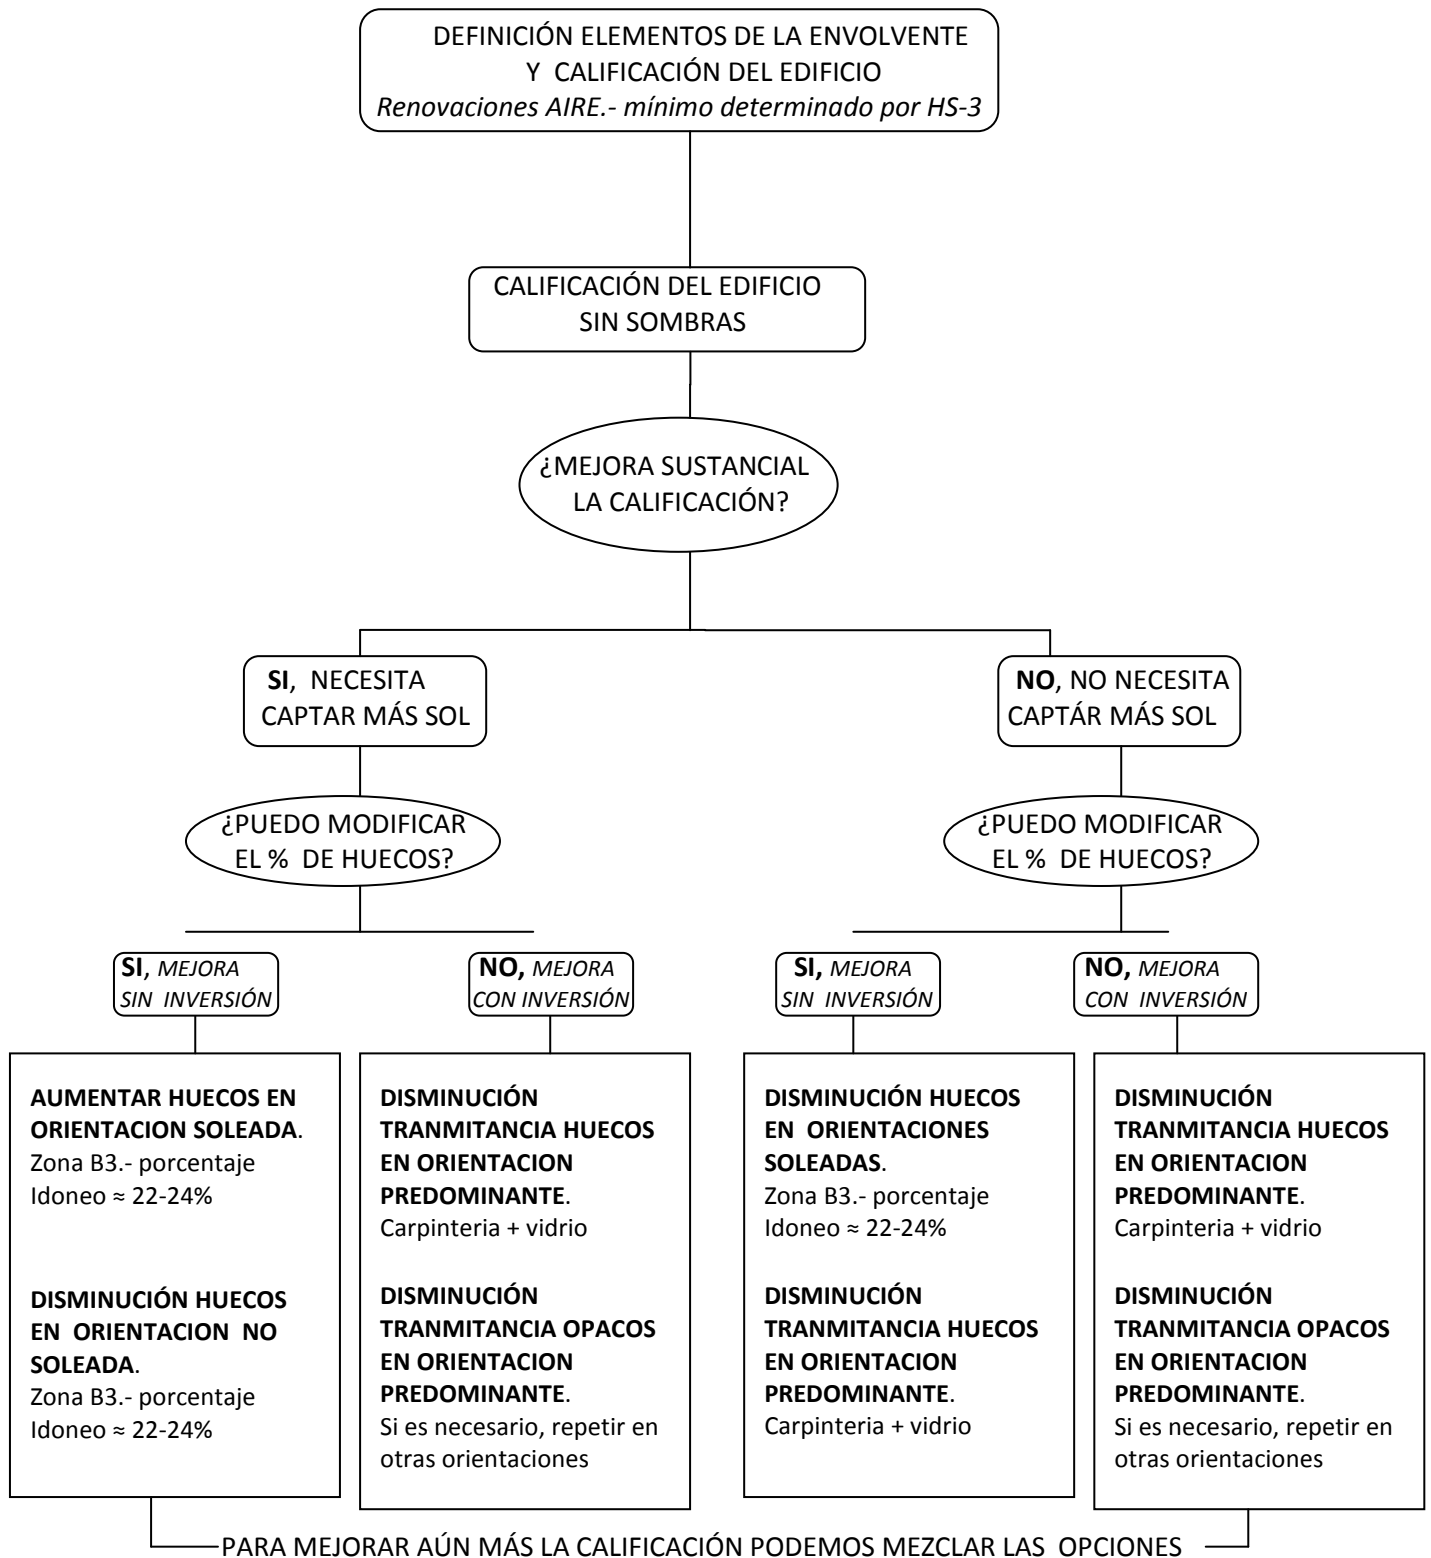 DEFINICIÓN ELEMENTOS DE LA ENVOLVENTE
Y CALIFICACIÓN DEL EDIFICIO
Renovaciones AIRE.- mínimo determinado por HS-3
CALIFICACIÓN DEL EDIFICIO
SIN SOMBRAS
¿MEJORA SUSTANCIAL
LA CALIFICACIÓN?
SI, NECESITA
CAPTAR MÁS SOL
NO, NO NECESITA
CAPTÁR MÁS SOL
¿PUEDO MODIFICAR
EL % DE HUECOS?
¿PUEDO MODIFICAR
EL % DE HUECOS?
SI, MEJORA
SIN INVERSIÓN
NO, MEJORA
CON INVERSIÓN
SI, MEJORA
SIN INVERSIÓN
NO, MEJORA
CON INVERSIÓN
AUMENTAR HUECOS EN
ORIENTACION SOLEADA.
Zona B3.- porcentaje
Idoneo ≈ 22-24%
DISMINUCIÓN HUECOS
EN ORIENTACION NO
SOLEADA.
Zona B3.- porcentaje
Idoneo ≈ 22-24%
DISMINUCIÓN
TRANMITANCIA HUECOS
EN ORIENTACION
PREDOMINANTE.
Carpinteria + vidrio
DISMINUCIÓN
TRANMITANCIA OPACOS
EN ORIENTACION
PREDOMINANTE.
Si es necesario, repetir en
otras orientaciones
DISMINUCIÓN HUECOS
EN ORIENTACIONES
SOLEADAS.
Zona B3.- porcentaje
Idoneo ≈ 22-24%
DISMINUCIÓN
TRANMITANCIA HUECOS
EN ORIENTACION
PREDOMINANTE.
Carpinteria + vidrio
DISMINUCIÓN
TRANMITANCIA HUECOS
EN ORIENTACION
PREDOMINANTE.
Carpinteria + vidrio
DISMINUCIÓN
TRANMITANCIA OPACOS
EN ORIENTACION
PREDOMINANTE.
Si es necesario, repetir en
otras orientaciones
PARA MEJORAR AÚN MÁS LA CALIFICACIÓN PODEMOS MEZCLAR LAS OPCIONES